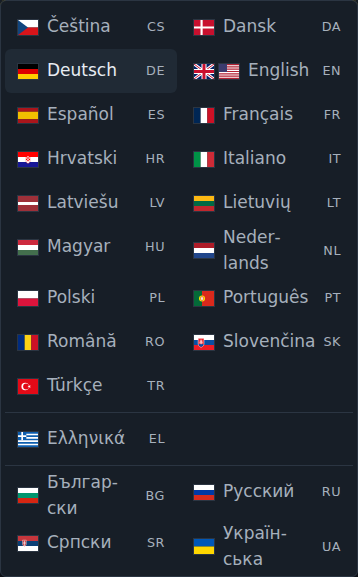 Čeština CS Dansk DA
Deutsch DE English EN
Español ES Français FR
Hrvatski HR Italiano IT
Latviešu LV Lietuvių LT
Magyar HU Neder-
lands NL
Polski PL Português PT
Română RO Slovenčina SK
Türkçe TR
Ελληνικά EL
Българ-
ски BG Русский RU
Српски SR Україн-
ська UA